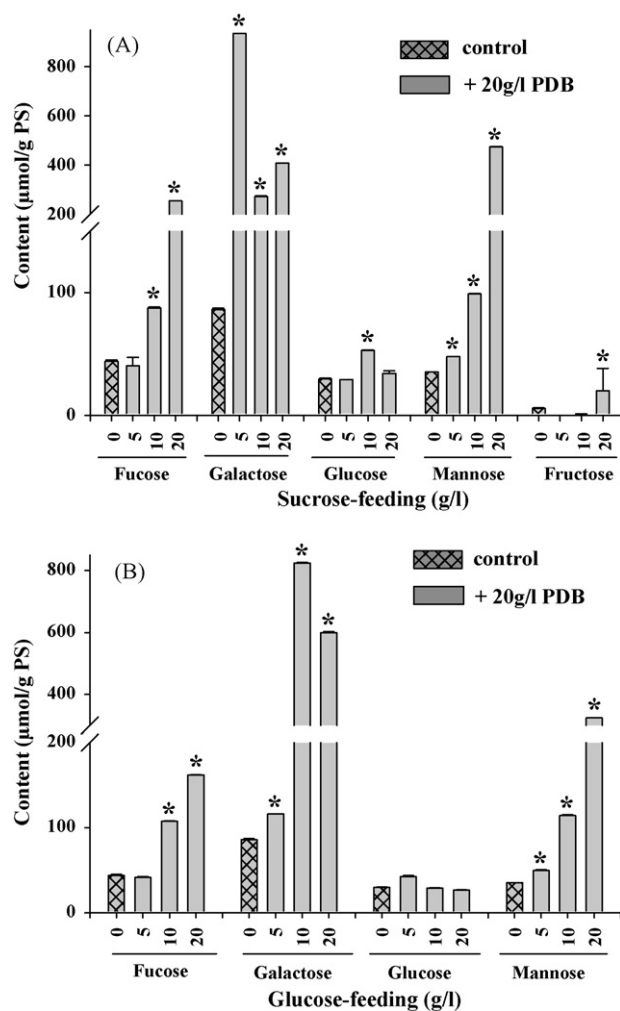 (A)
control
+ 20g/l PDB
Content (μmol/g PS)
800
600
400
200
100
0
* * * * * * * * * *
0 5 10 20 0 5 10 20 0 5 10 20 0 5 10 20 0 5 10 20
Fucose Galactose Glucose Mannose Fructose
Sucrose-feeding (g/l)
(B)
control
+ 20g/l PDB
Content (μmol/g PS)
800
600
400
200
100
0
* * * * * * * *
0 5 10 20 0 5 10 20 0 5 10 20 0 5 10 20
Fucose Galactose Glucose Mannose
Glucose-feeding (g/l)